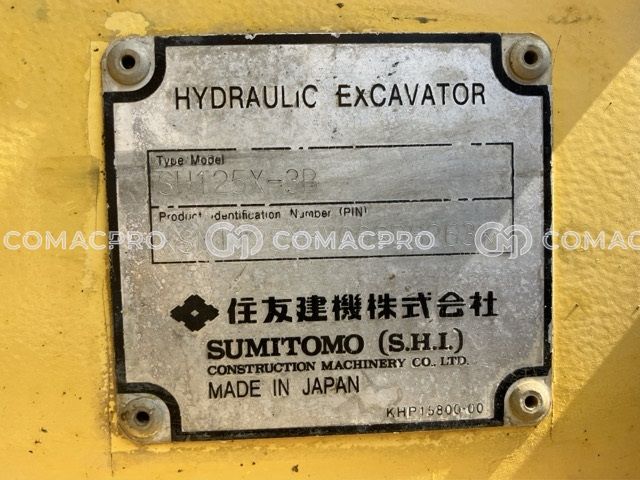 HYDRAULIC EXCAVATOR
Type Model
SH125X-3B
Product Identification Number (PIN)
COMACPRO COMACPRO COMACPRO
住友建機株式会社
SUMITOMO (S.H.I.)
CONSTRUCTION MACHINERY CO., LTD.
MADE IN JAPAN
KHP15800-00